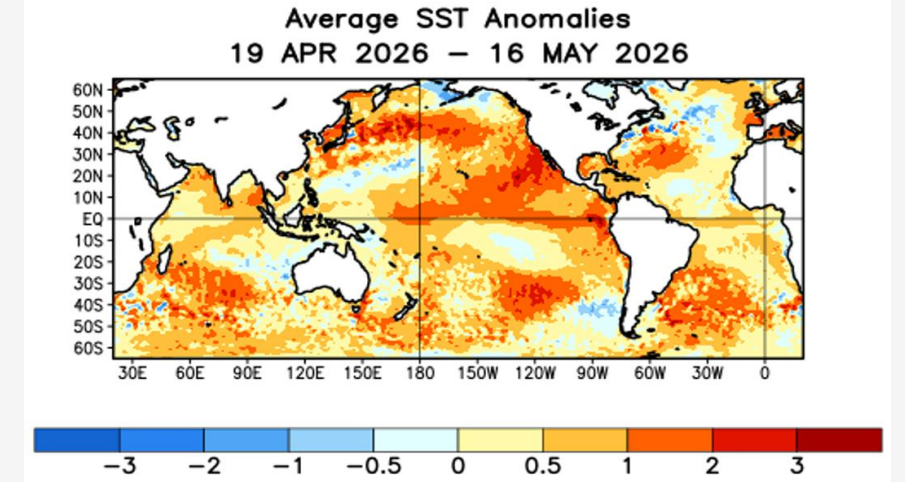 Average SST Anomalies
19 APR 2026 – 16 MAY 2026
60N
50N
40N
30N
20N
10N
EQ
10S
20S
30S
40S
50S
60S
30E 60E 90E 120E 150E 180 150W 120W 90W 60W 30W 0
−3 −2 −1 −0.5 0 0.5 1 2 3